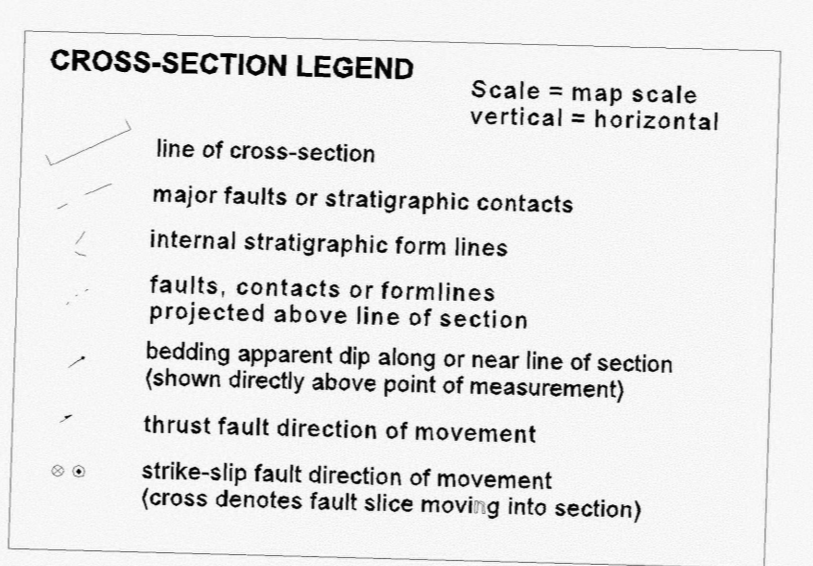 CROSS-SECTION LEGEND
Scale = map scale
vertical = horizontal
line of cross-section
major faults or stratigraphic contacts
internal stratigraphic form lines
faults, contacts or formlines
projected above line of section
bedding apparent dip along or near line of section
(shown directly above point of measurement)
thrust fault direction of movement
strike-slip fault direction of movement
(cross denotes fault slice moving into section)